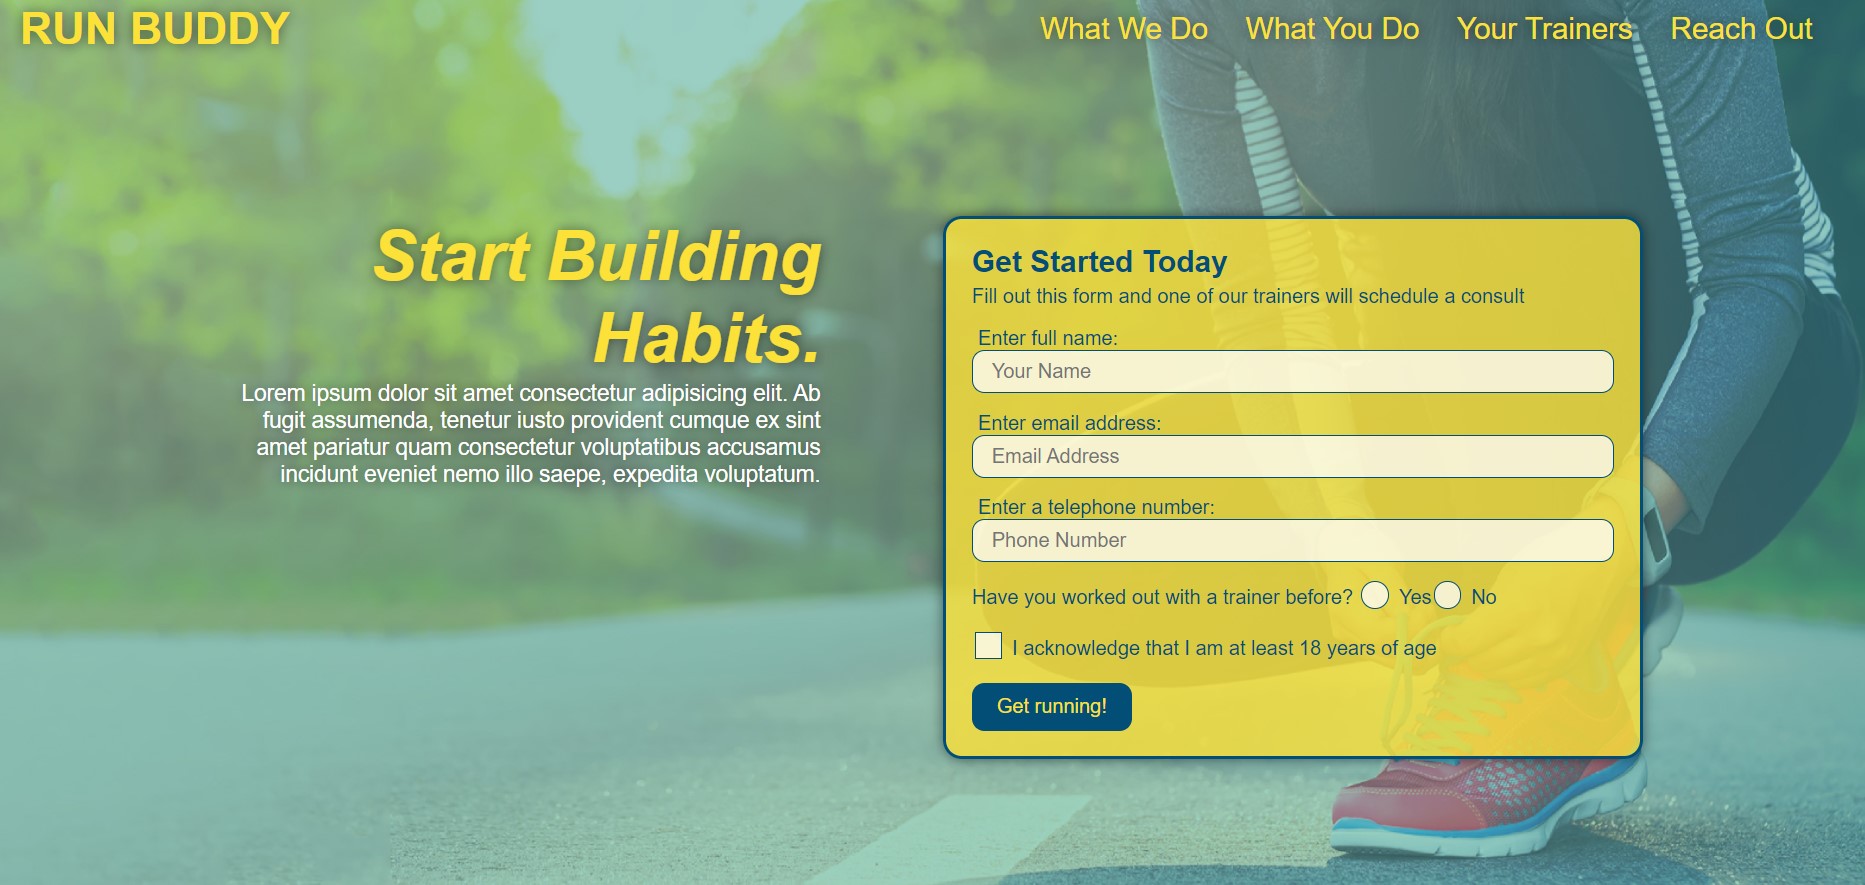 RUN BUDDY
What We Do What You Do Your Trainers Reach Out
Start Building
Habits.
Lorem ipsum dolor sit amet consectetur adipisicing elit. Ab
fugit assumenda, tenetur iusto provident cumque ex sint
amet pariatur quam consectetur voluptatibus accusamus
incidunt eveniet nemo illo saepe, expedita voluptatum.
Get Started Today
Fill out this form and one of our trainers will schedule a consult
Enter full name:
Your Name
Enter email address:
Email Address
Enter a telephone number:
Phone Number
Have you worked out with a trainer before? Yes No
I acknowledge that I am at least 18 years of age
Get running!